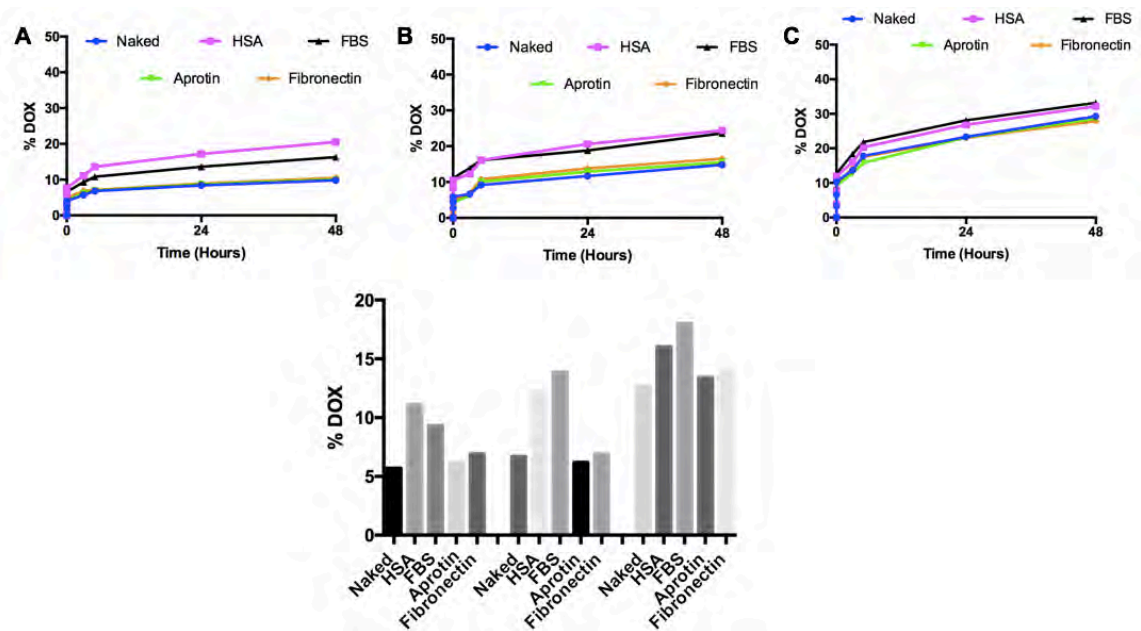 A
Naked HSA FBS
Aprotin Fibronectin
% DOX
50
40
30
20
10
0
0 24 48
Time (Hours)
B
Naked HSA FBS
Aprotin Fibronectin
% DOX
50
40
30
20
10
0
0 24 48
Time (Hours)
C
Naked HSA FBS
Aprotin Fibronectin
% DOX
50
40
30
20
10
0
0 24 48
Time (Hours)
% DOX
20
15
10
5
0
Naked
HSA
FBS
Aprotin
Fibronectin
Naked
HSA
FBS
Aprotin
Fibronectin
Naked
HSA
FBS
Aprotin
Fibronectin